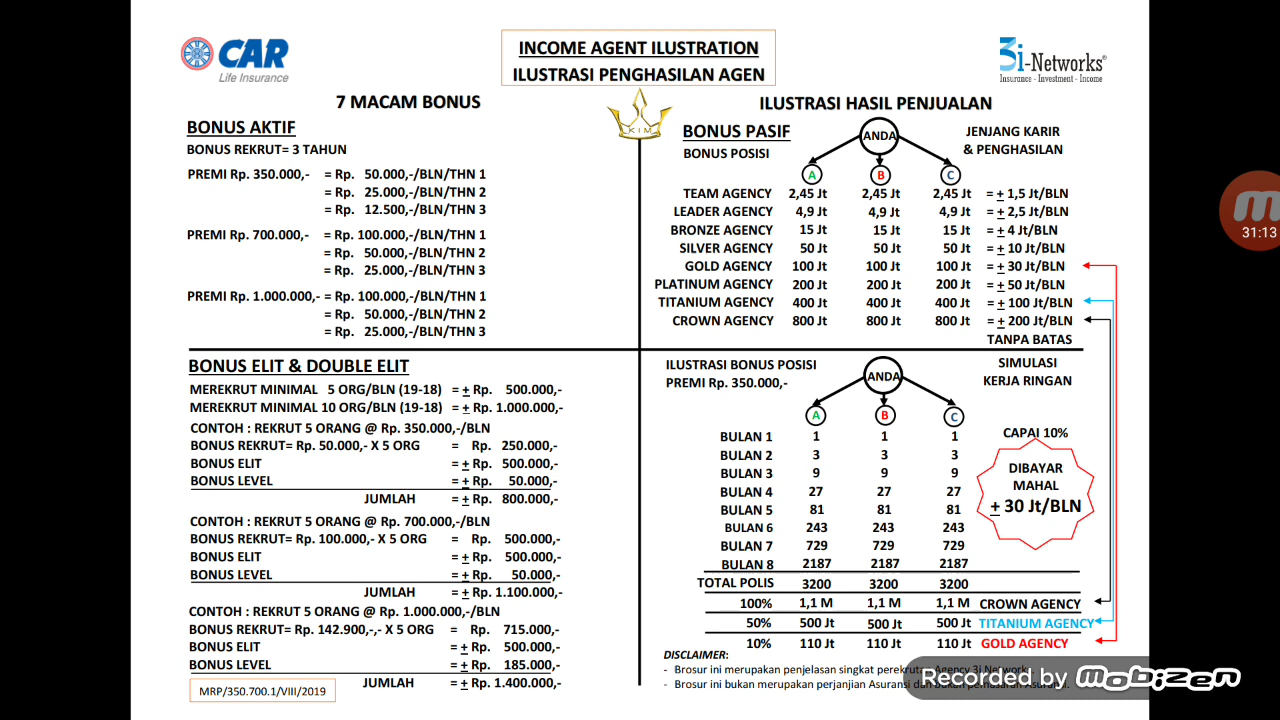 CAR
Life Insurance
INCOME AGENT ILUSTRATION
ILUSTRASI PENGHASILAN AGEN
3i-Networks®
Insurance - Investment - Income
7 MACAM BONUS
KIM
ILUSTRASI HASIL PENJUALAN
BONUS AKTIF
BONUS REKRUT= 3 TAHUN
PREMI Rp. 350.000,- = Rp. 50.000,-/BLN/THN 1
= Rp. 25.000,-/BLN/THN 2
= Rp. 12.500,-/BLN/THN 3
PREMI Rp. 700.000,- = Rp. 100.000,-/BLN/THN 1
= Rp. 50.000,-/BLN/THN 2
= Rp. 25.000,-/BLN/THN 3
PREMI Rp. 1.000.000,- = Rp. 100.000,-/BLN/THN 1
= Rp. 50.000,-/BLN/THN 2
= Rp. 25.000,-/BLN/THN 3
BONUS PASIF
BONUS POSISI
ANDA
JENJANG KARIR
& PENGHASILAN
A B C
TEAM AGENCY 2,45 Jt 2,45 Jt 2,45 Jt = ± 1,5 Jt/BLN
LEADER AGENCY 4,9 Jt 4,9 Jt 4,9 Jt = ± 2,5 Jt/BLN
BRONZE AGENCY 15 Jt 15 Jt 15 Jt = ± 4 Jt/BLN
SILVER AGENCY 50 Jt 50 Jt 50 Jt = ± 10 Jt/BLN
GOLD AGENCY 100 Jt 100 Jt 100 Jt = ± 30 Jt/BLN
PLATINUM AGENCY 200 Jt 200 Jt 200 Jt = ± 50 Jt/BLN
TITANIUM AGENCY 400 Jt 400 Jt 400 Jt = ± 100 Jt/BLN
CROWN AGENCY 800 Jt 800 Jt 800 Jt = ± 200 Jt/BLN
TANPA BATAS
31:13
BONUS ELIT & DOUBLE ELIT
MEREKRUT MINIMAL 5 ORG/BLN (19-18) = ± Rp. 500.000,-
MEREKRUT MINIMAL 10 ORG/BLN (19-18) = ± Rp. 1.000.000,-
CONTOH : REKRUT 5 ORANG @ Rp. 350.000,-/BLN
BONUS REKRUT= Rp. 50.000,- X 5 ORG = Rp. 250.000,-
BONUS ELIT = ± Rp. 500.000,-
BONUS LEVEL = ± Rp. 50.000,-
JUMLAH = ± Rp. 800.000,-
CONTOH : REKRUT 5 ORANG @ Rp. 700.000,-/BLN
BONUS REKRUT= Rp. 100.000,- X 5 ORG = Rp. 500.000,-
BONUS ELIT = ± Rp. 500.000,-
BONUS LEVEL = ± Rp. 50.000,-
JUMLAH = ± Rp. 1.100.000,-
CONTOH : REKRUT 5 ORANG @ Rp. 1.000.000,-/BLN
BONUS REKRUT= Rp. 142.900,-,- X 5 ORG = Rp. 715.000,-
BONUS ELIT = ± Rp. 500.000,-
BONUS LEVEL = ± Rp. 185.000,-
JUMLAH = ± Rp. 1.400.000,-
MRP/350.700.1/VIII/2019
ILUSTRASI BONUS POSISI
PREMI Rp. 350.000,-
ANDA
SIMULASI
KERJA RINGAN
A B C
BULAN 1 1 1 1
BULAN 2 3 3 3
BULAN 3 9 9 9
BULAN 4 27 27 27
BULAN 5 81 81 81
BULAN 6 243 243 243
BULAN 7 729 729 729
BULAN 8 2187 2187 2187
TOTAL POLIS 3200 3200 3200
CAPAI 10%
DIBAYAR
MAHAL
± 30 Jt/BLN
100% 1,1 M 1,1 M 1,1 M CROWN AGENCY
50% 500 Jt 500 Jt 500 Jt TITANIUM AGENCY
10% 110 Jt 110 Jt 110 Jt GOLD AGENCY
DISCLAIMER:
- Brosur ini merupakan penjelasan singkat perekrutan Agency 3i Networks
- Brosur ini bukan merupakan perjanjian Asuransi dan bukan pemasaran Asuransi.
Recorded by mobizen